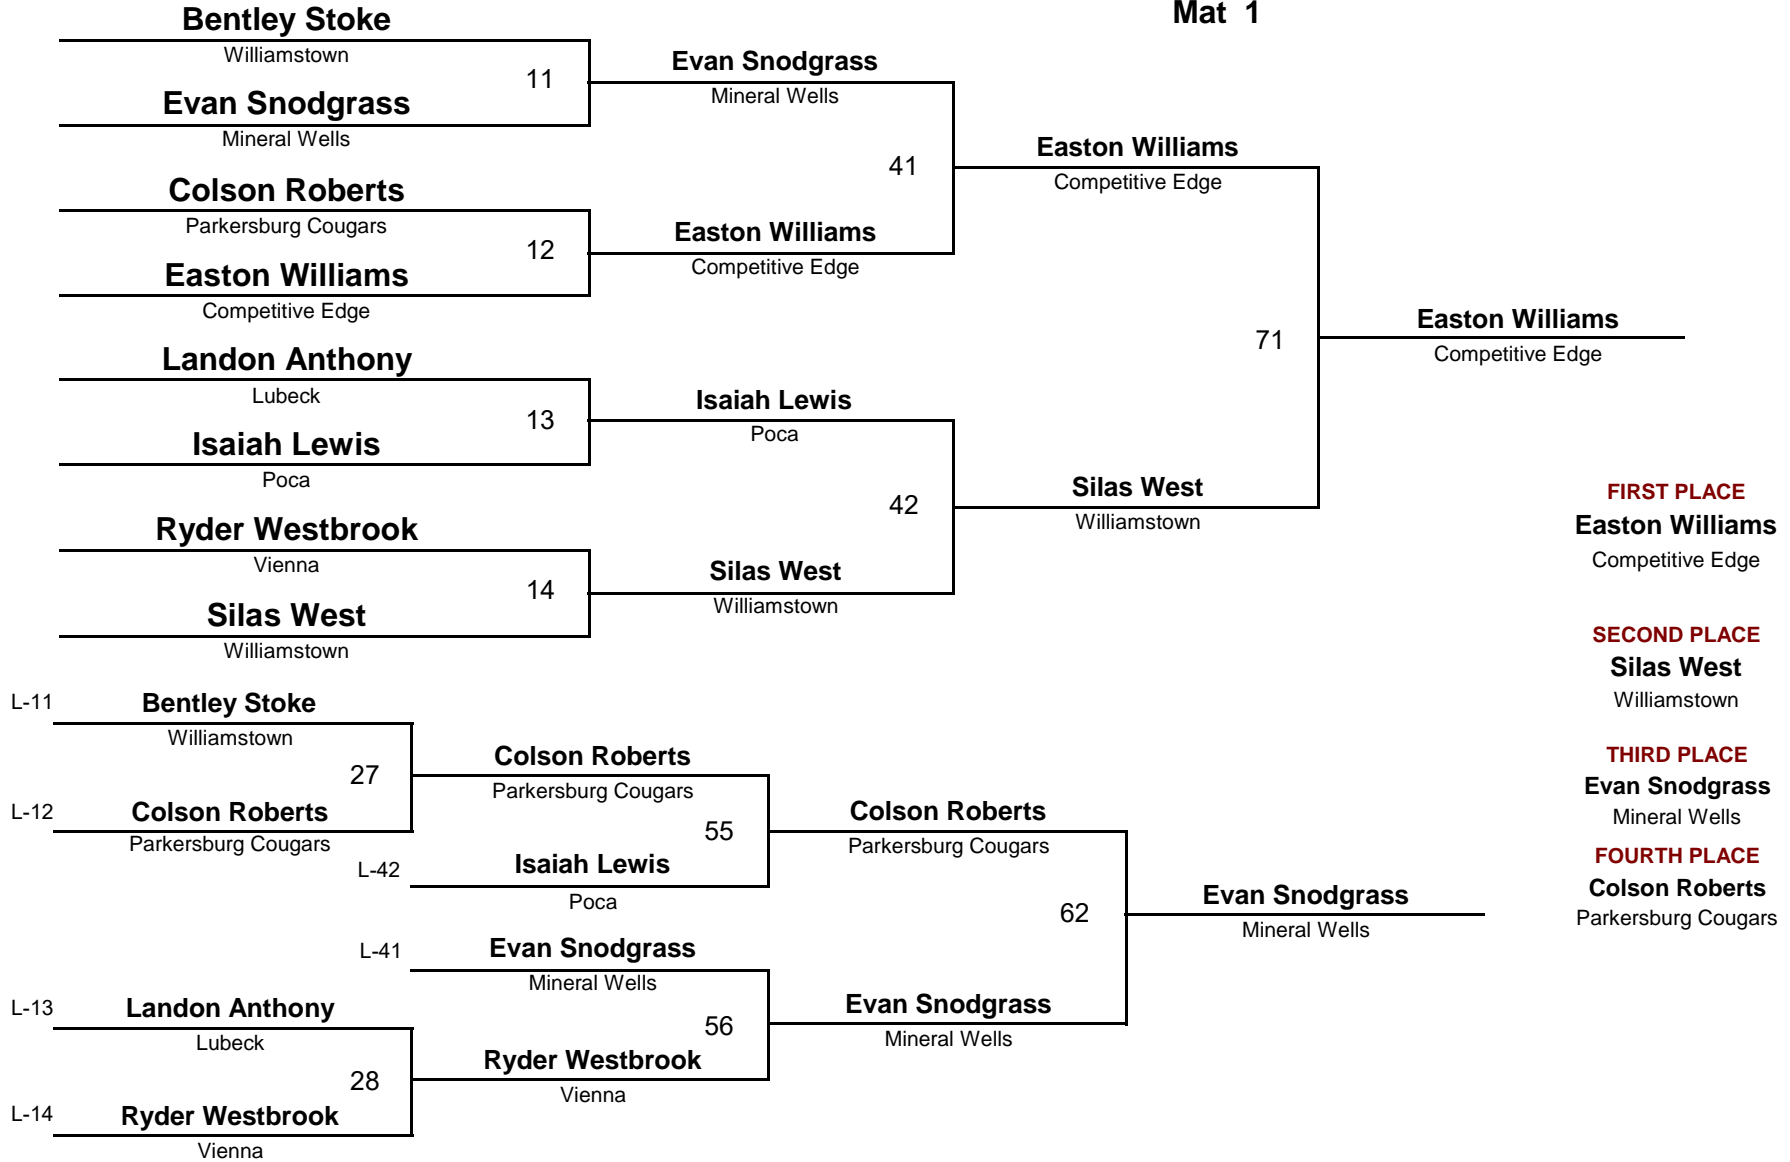 Mat 1
Bentley Stoke
Williamstown
11
Evan Snodgrass
Mineral Wells
Evan Snodgrass
Mineral Wells
41
Easton Williams
Competitive Edge
Colson Roberts
Parkersburg Cougars
12
Easton Williams
Competitive Edge
Easton Williams
Competitive Edge
71
Easton Williams
Competitive Edge
Landon Anthony
Lubeck
13
Isaiah Lewis
Poca
Isaiah Lewis
Poca
42
Silas West
Williamstown
Ryder Westbrook
Vienna
14
Silas West
Williamstown
Silas West
Williamstown
FIRST PLACE
Easton Williams
Competitive Edge
SECOND PLACE
Silas West
Williamstown
THIRD PLACE
Evan Snodgrass
Mineral Wells
FOURTH PLACE
Colson Roberts
Parkersburg Cougars
L-11
Bentley Stoke
Williamstown
27
Colson Roberts
Parkersburg Cougars
L-12
Colson Roberts
Parkersburg Cougars
55
Colson Roberts
Parkersburg Cougars
L-42
Isaiah Lewis
Poca
62
Evan Snodgrass
Mineral Wells
L-41
Evan Snodgrass
Mineral Wells
L-13
Landon Anthony
Lubeck
56
Evan Snodgrass
Mineral Wells
28
Ryder Westbrook
Vienna
L-14
Ryder Westbrook
Vienna